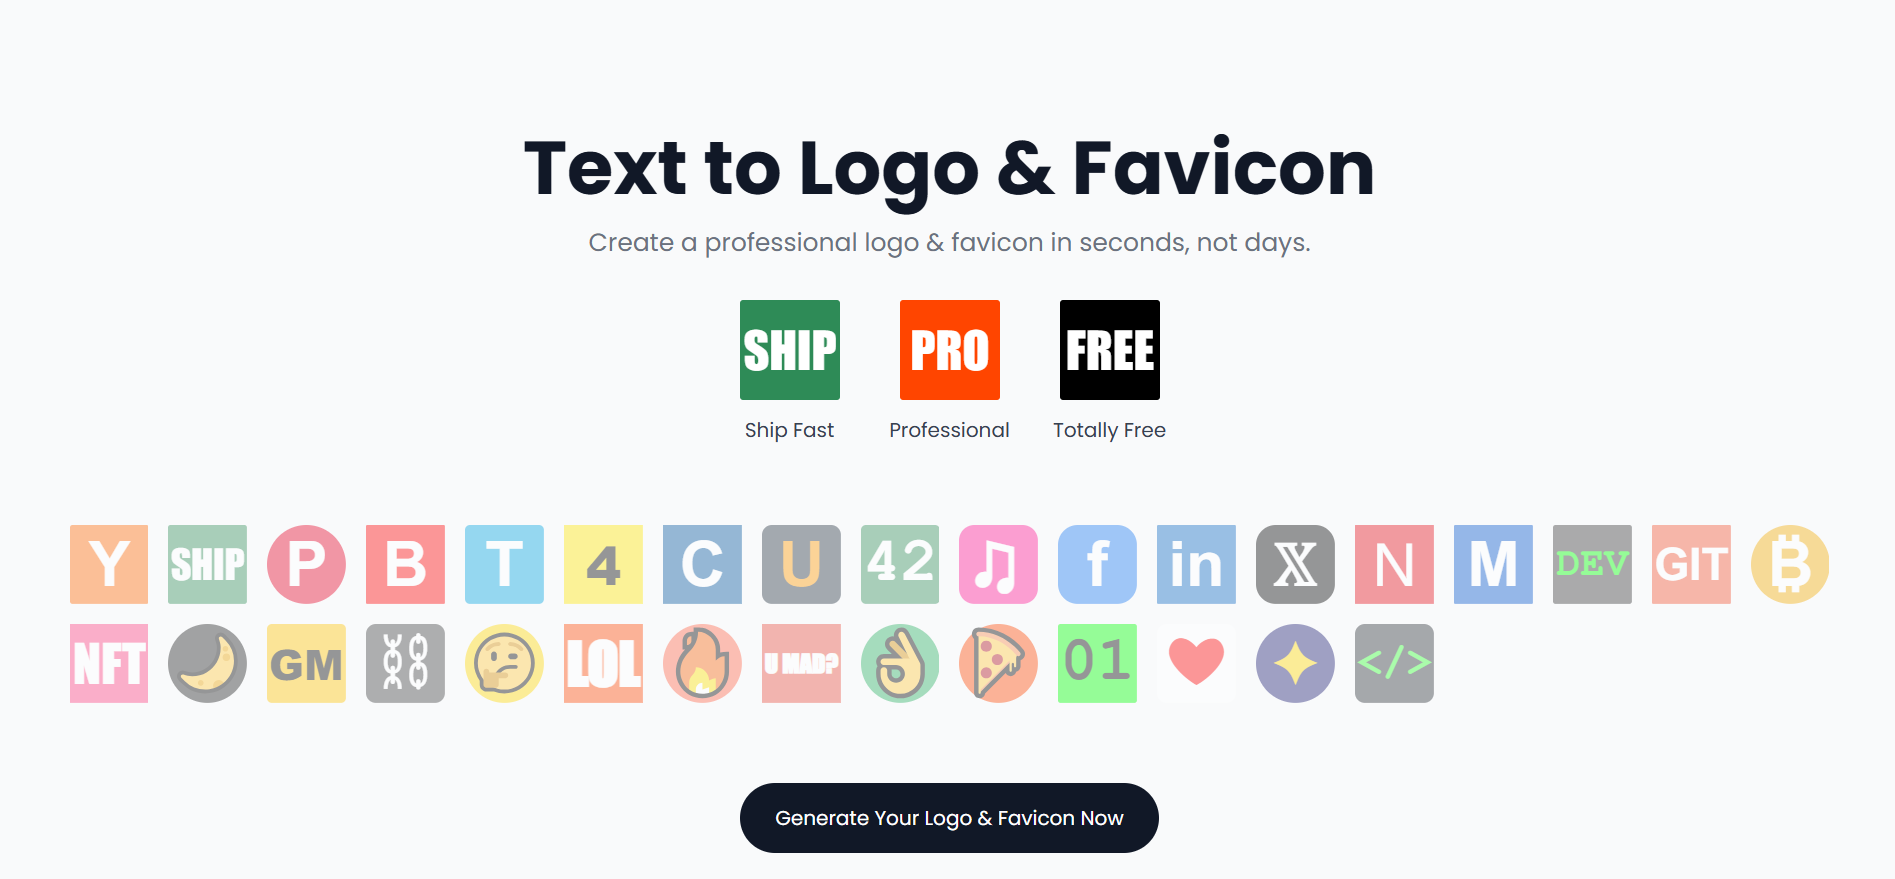 Text to Logo & Favicon
Create a professional logo & favicon in seconds, not days.
SHIP PRO FREE
Ship Fast Professional Totally Free
Y SHIP P B T 4 C U 42 ♫ f in 𝕏 N M DEV GIT ₿
NFT GM LOL U MAD? 01 </>
Generate Your Logo & Favicon Now